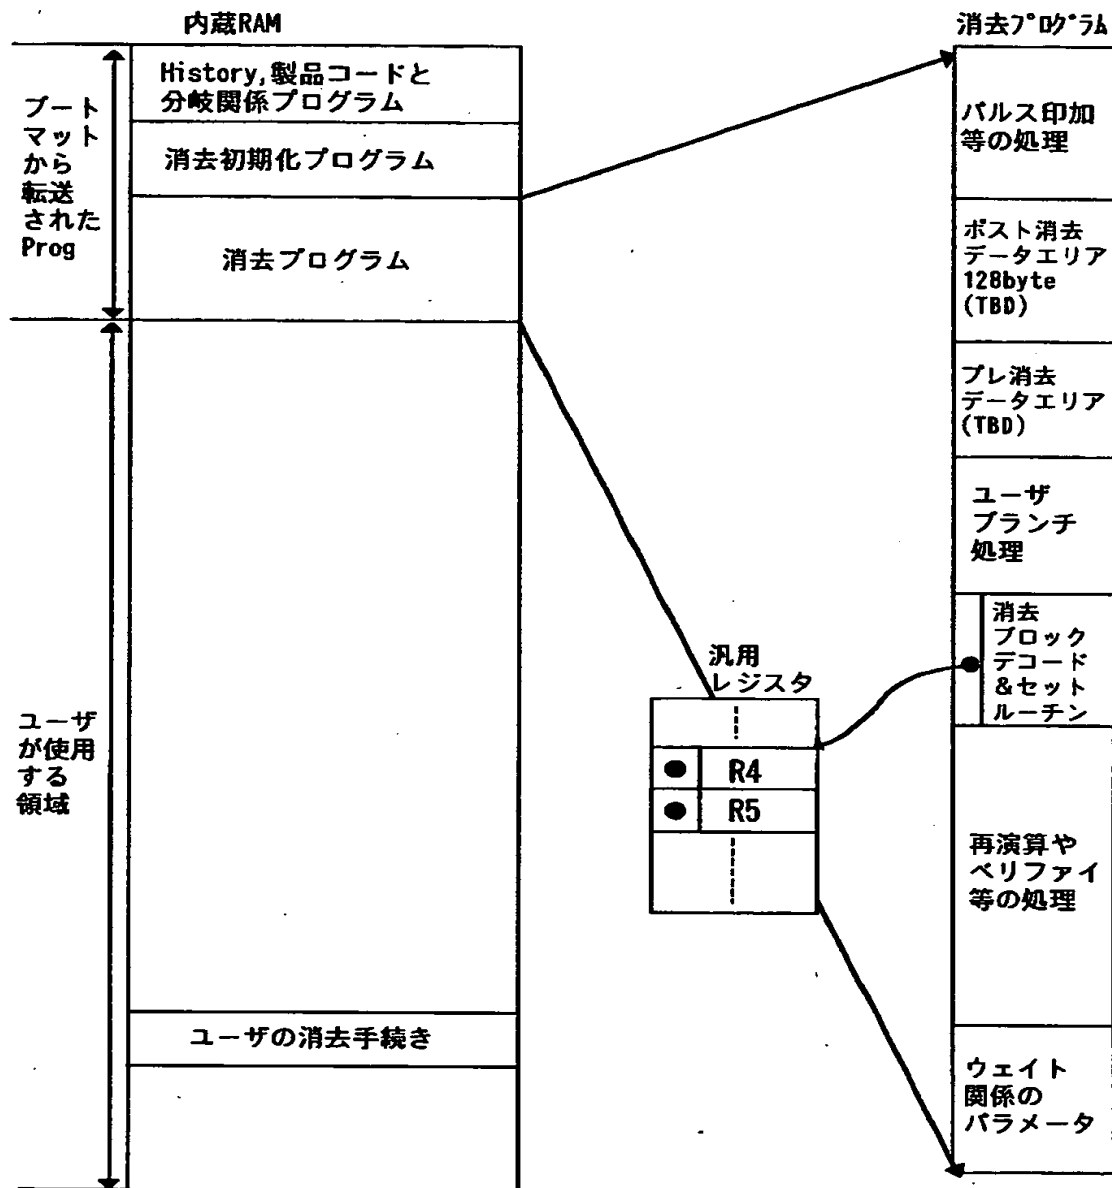 内蔵RAM
History,製品コードと
分岐関係プログラム
消去初期化プログラム
消去プログラム
ブート
マット
から
転送
された
Prog
ユーザ
が使用
する
領域
ユーザの消去手続き
汎用
レジスタ
R4
R5
消去プログラム
パルス印加
等の処理
ポスト消去
データエリア
128byte
(TBD)
プレ消去
データエリア
(TBD)
ユーザ
ブランチ
処理
消去
ブロック
デコード
&セット
ルーチン
再演算や
ベリファイ
等の処理
ウェイト
関係の
パラメータ